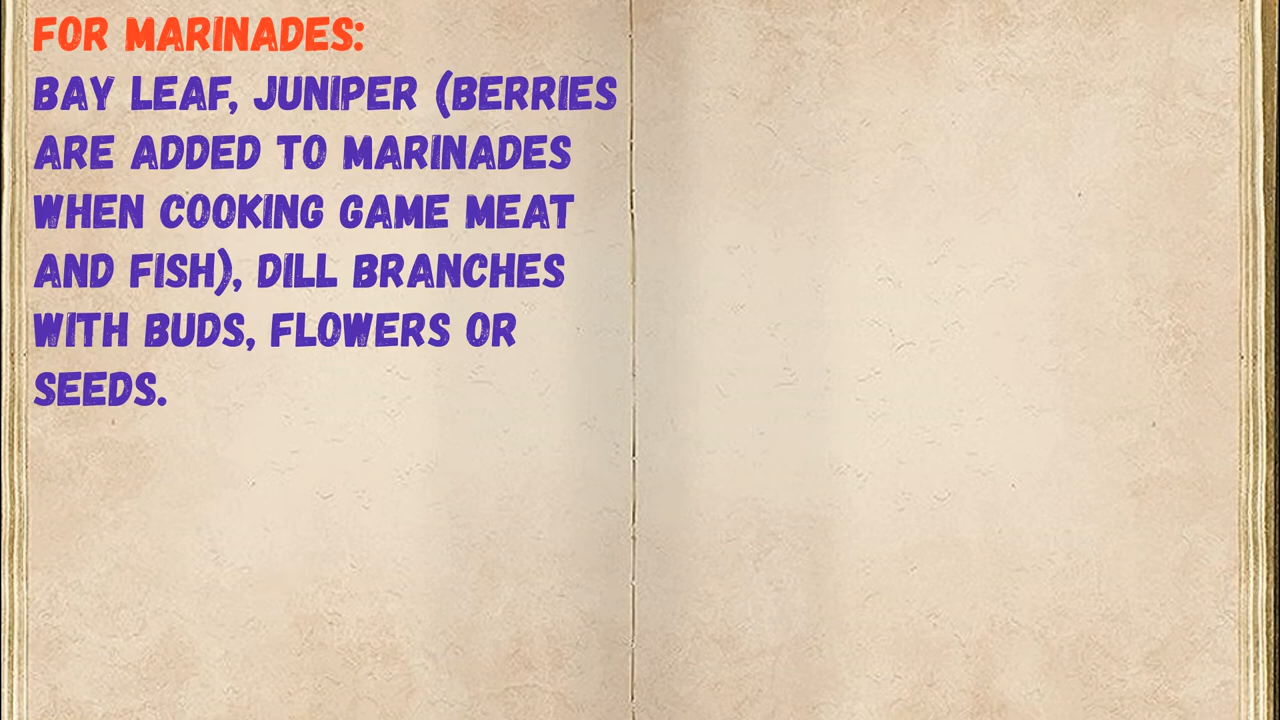 FOR MARINADES:
BAY LEAF, JUNIPER (BERRIES
ARE ADDED TO MARINADES
WHEN COOKING GAME MEAT
AND FISH), DILL BRANCHES
WITH BUDS, FLOWERS OR
SEEDS.